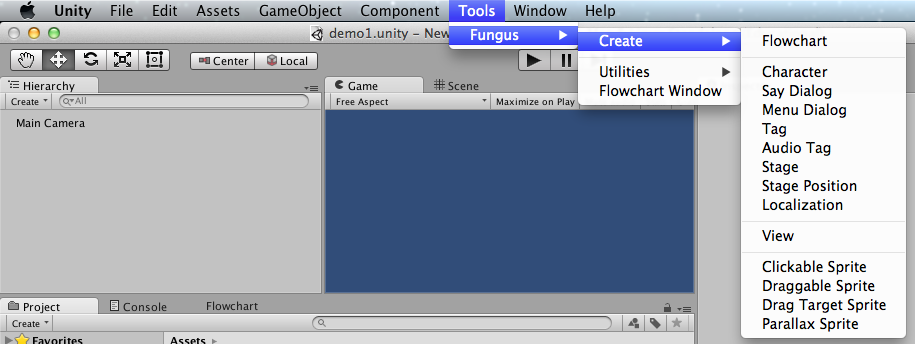 Unity File Edit Assets GameObject Component Tools Window Help
demo1.unity – New
Fungus
Create
Utilities
Flowchart Window
Flowchart
Character
Say Dialog
Menu Dialog
Tag
Audio Tag
Stage
Stage Position
Localization
View
Clickable Sprite
Draggable Sprite
Drag Target Sprite
Parallax Sprite
Center Local
Hierarchy
Create All
Main Camera
Game Scene
Free Aspect Maximize on Play
Project Console Flowchart
Create
Favorites Assets